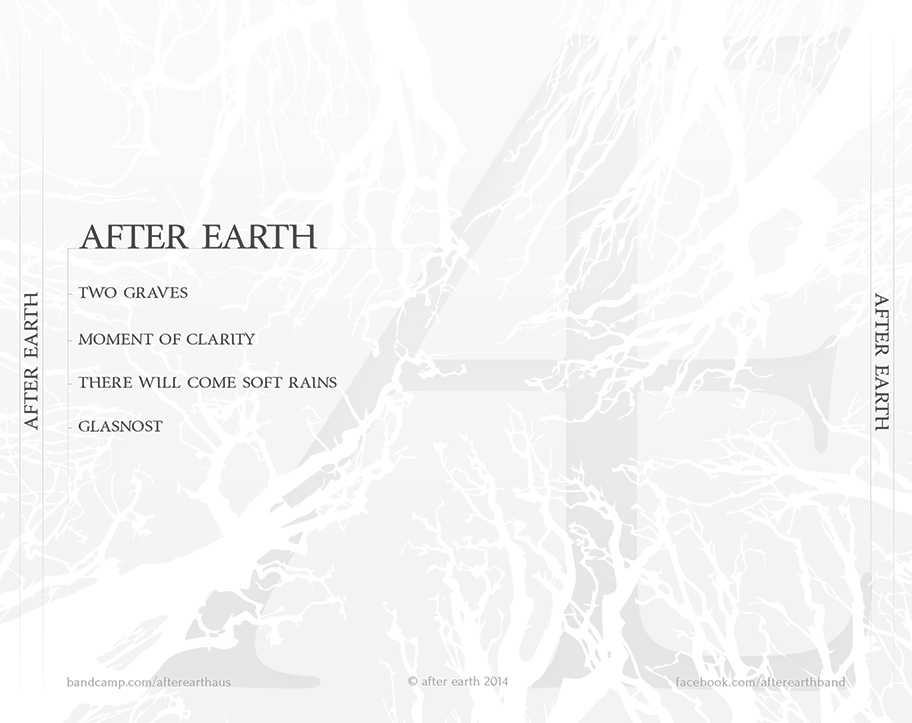 AFTER EARTH
TWO GRAVES
MOMENT OF CLARITY
THERE WILL COME SOFT RAINS
GLASNOST
AFTER EARTH
AFTER EARTH
bandcamp.com/afterearthaus
© after earth 2014
facebook.com/afterearthband